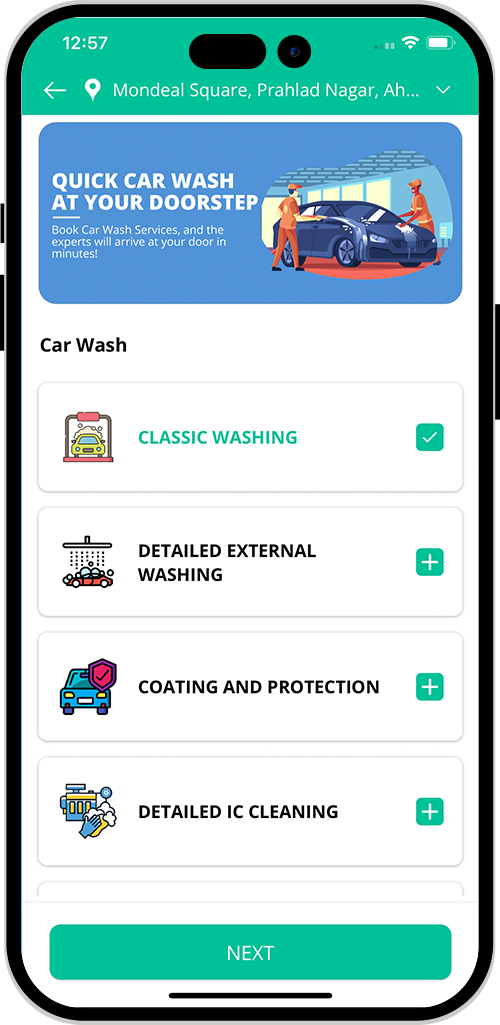 12:57
Mondeal Square, Prahlad Nagar, Ah...
QUICK CAR WASH
AT YOUR DOORSTEP
Book Car Wash Services, and the
experts will arrive at your door in
minutes!
Car Wash
CLASSIC WASHING
DETAILED EXTERNAL
WASHING
COATING AND PROTECTION
DETAILED IC CLEANING
NEXT